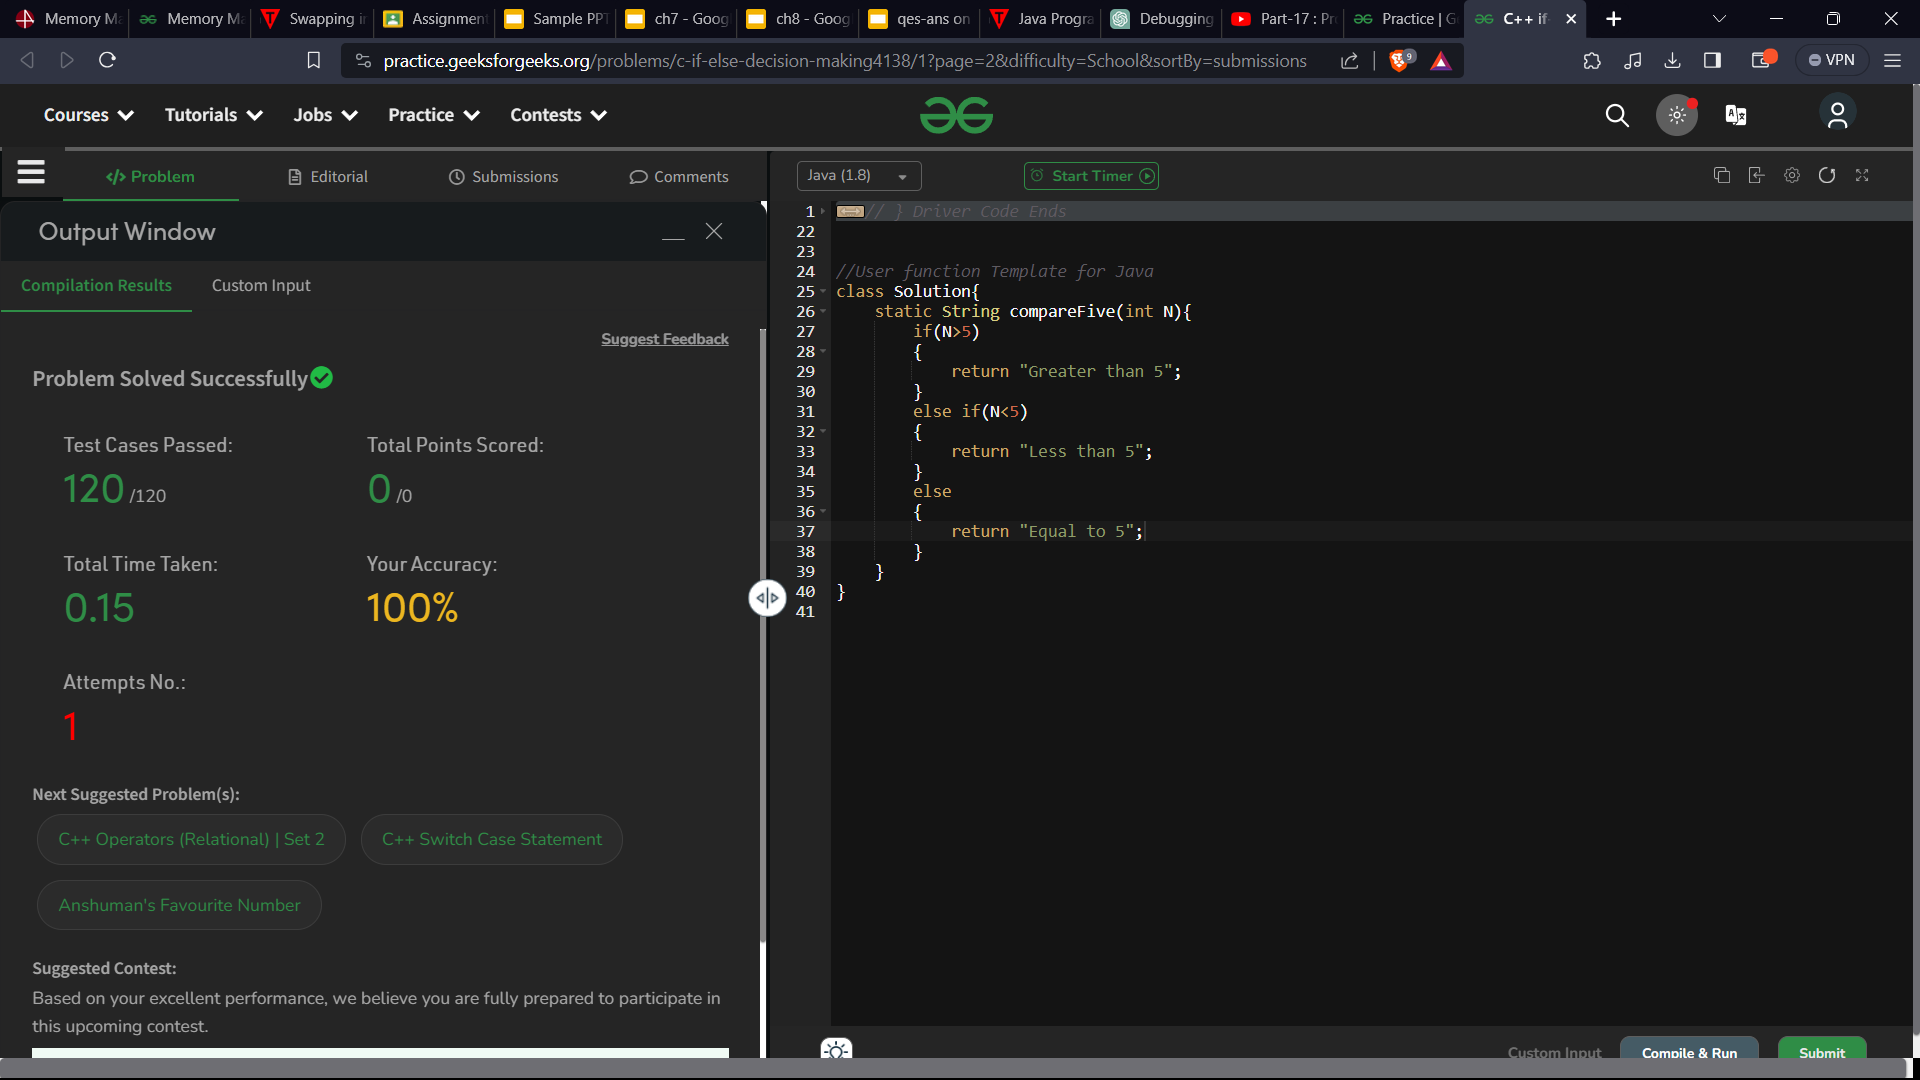 Memory Ma
Memory Ma
Swapping in
Assignment
Sample PPT
ch7 - Goog
ch8 - Goog
qes-ans on
Java Progra
Debugging
Part-17 : Pr
Practice | G
C++ if
practice.geeksforgeeks.org/problems/c-if-else-decision-making4138/1?page=2&difficulty=School&sortBy=submissions
9
VPN
Courses
Tutorials
Jobs
Practice
Contests
</> Problem
Editorial
Submissions
Comments
Java (1.8)
Start Timer
Output Window
Compilation Results
Custom Input
Suggest Feedback
Problem Solved Successfully
Test Cases Passed:
120 /120
Total Points Scored:
0 /0
Total Time Taken:
0.15
Your Accuracy:
100%
Attempts No.:
1
Next Suggested Problem(s):
C++ Operators (Relational) | Set 2
C++ Switch Case Statement
Anshuman's Favourite Number
Suggested Contest:
Based on your excellent performance, we believe you are fully prepared to participate in
this upcoming contest.
1 // } Driver Code Ends
22
23
24 //User function Template for Java
25 class Solution{
26 static String compareFive(int N){
27 if(N>5)
28 {
29 return "Greater than 5";
30 }
31 else if(N<5)
32 {
33 return "Less than 5";
34 }
35 else
36 {
37 return "Equal to 5";
38 }
39 }
40 }
41
Custom Input
Compile & Run
Submit